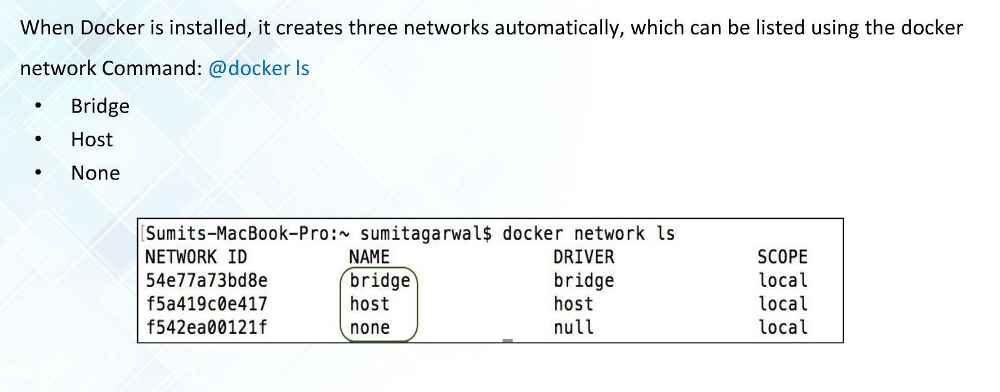 When Docker is installed, it creates three networks automatically, which can be listed using the docker
network Command: @docker ls
• Bridge
• Host
• None
[Sumits-MacBook-Pro:~ sumitagarwal$ docker network ls
NETWORK ID NAME DRIVER SCOPE
54e77a73bd8e bridge bridge local
f5a419c0e417 host host local
f542ea00121f none null local